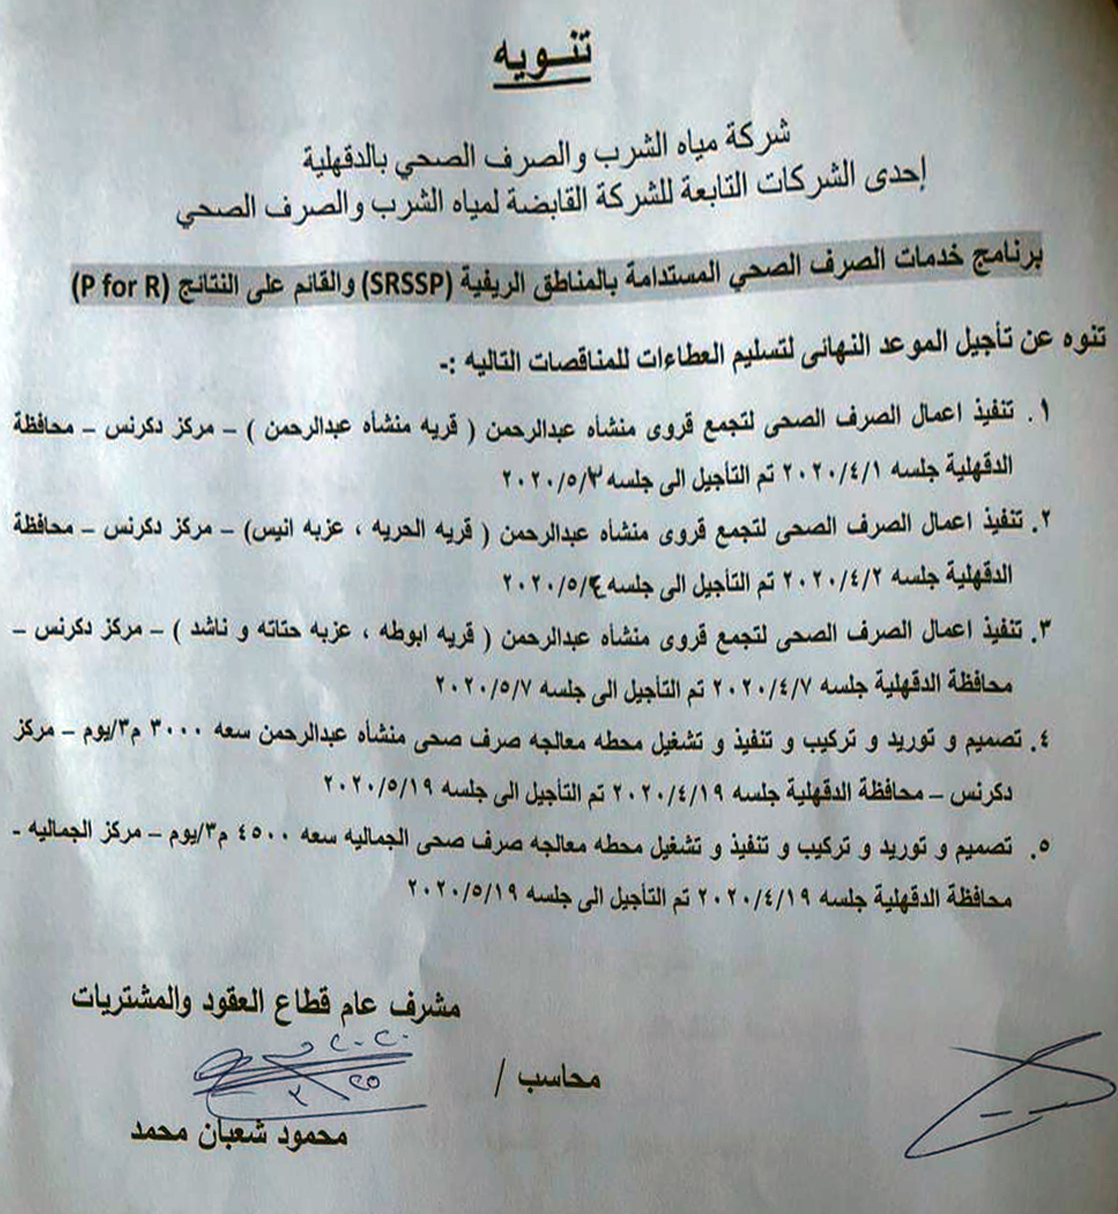 تنـويه
شركة مياه الشرب والصرف الصحي بالدقهلية
إحدى الشركات التابعة للشركة القابضة لمياه الشرب والصرف الصحي
برنامج خدمات الصرف الصحي المستدامة بالمناطق الريفية (SRSSP) والقائم على النتائج (P for R)
تنوه عن تأجيل الموعد النهائى لتسليم العطاءات للمناقصات التاليه :-
١. تنفيذ اعمال الصرف الصحى لتجمع قروى منشأه عبدالرحمن ( قريه منشأه عبدالرحمن ) – مركز دكرنس – محافظة
الدقهلية جلسه ٢٠٢٠/٤/١ تم التأجيل الى جلسه ٢٠٢٠/٥/٣
٢. تنفيذ اعمال الصرف الصحى لتجمع قروى منشأه عبدالرحمن ( قريه الحريه ، عزبه انيس) – مركز دكرنس – محافظة
الدقهلية جلسه ٢٠٢٠/٤/٢ تم التأجيل الى جلسه ٢٠٢٠/٥/٤
٣. تنفيذ اعمال الصرف الصحى لتجمع قروى منشأه عبدالرحمن ( قريه ابوطه ، عزبه حتاته و ناشد ) – مركز دكرنس –
محافظة الدقهلية جلسه ٢٠٢٠/٤/٧ تم التأجيل الى جلسه ٢٠٢٠/٥/٧
٤. تصميم و توريد و تركيب و تنفيذ و تشغيل محطه معالجه صرف صحى منشأه عبدالرحمن سعه ٣٠٠٠ م٣/يوم – مركز
دكرنس – محافظة الدقهلية جلسه ٢٠٢٠/٤/١٩ تم التأجيل الى جلسه ٢٠٢٠/٥/١٩
٥. تصميم و توريد و تركيب و تنفيذ و تشغيل محطه معالجه صرف صحى الجماليه سعه ٤٥٠٠ م٣/يوم – مركز الجماليه -
محافظة الدقهلية جلسه ٢٠٢٠/٤/١٩ تم التأجيل الى جلسه ٢٠٢٠/٥/١٩
مشرف عام قطاع العقود والمشتريات
محاسب /
محمود شعبان محمد